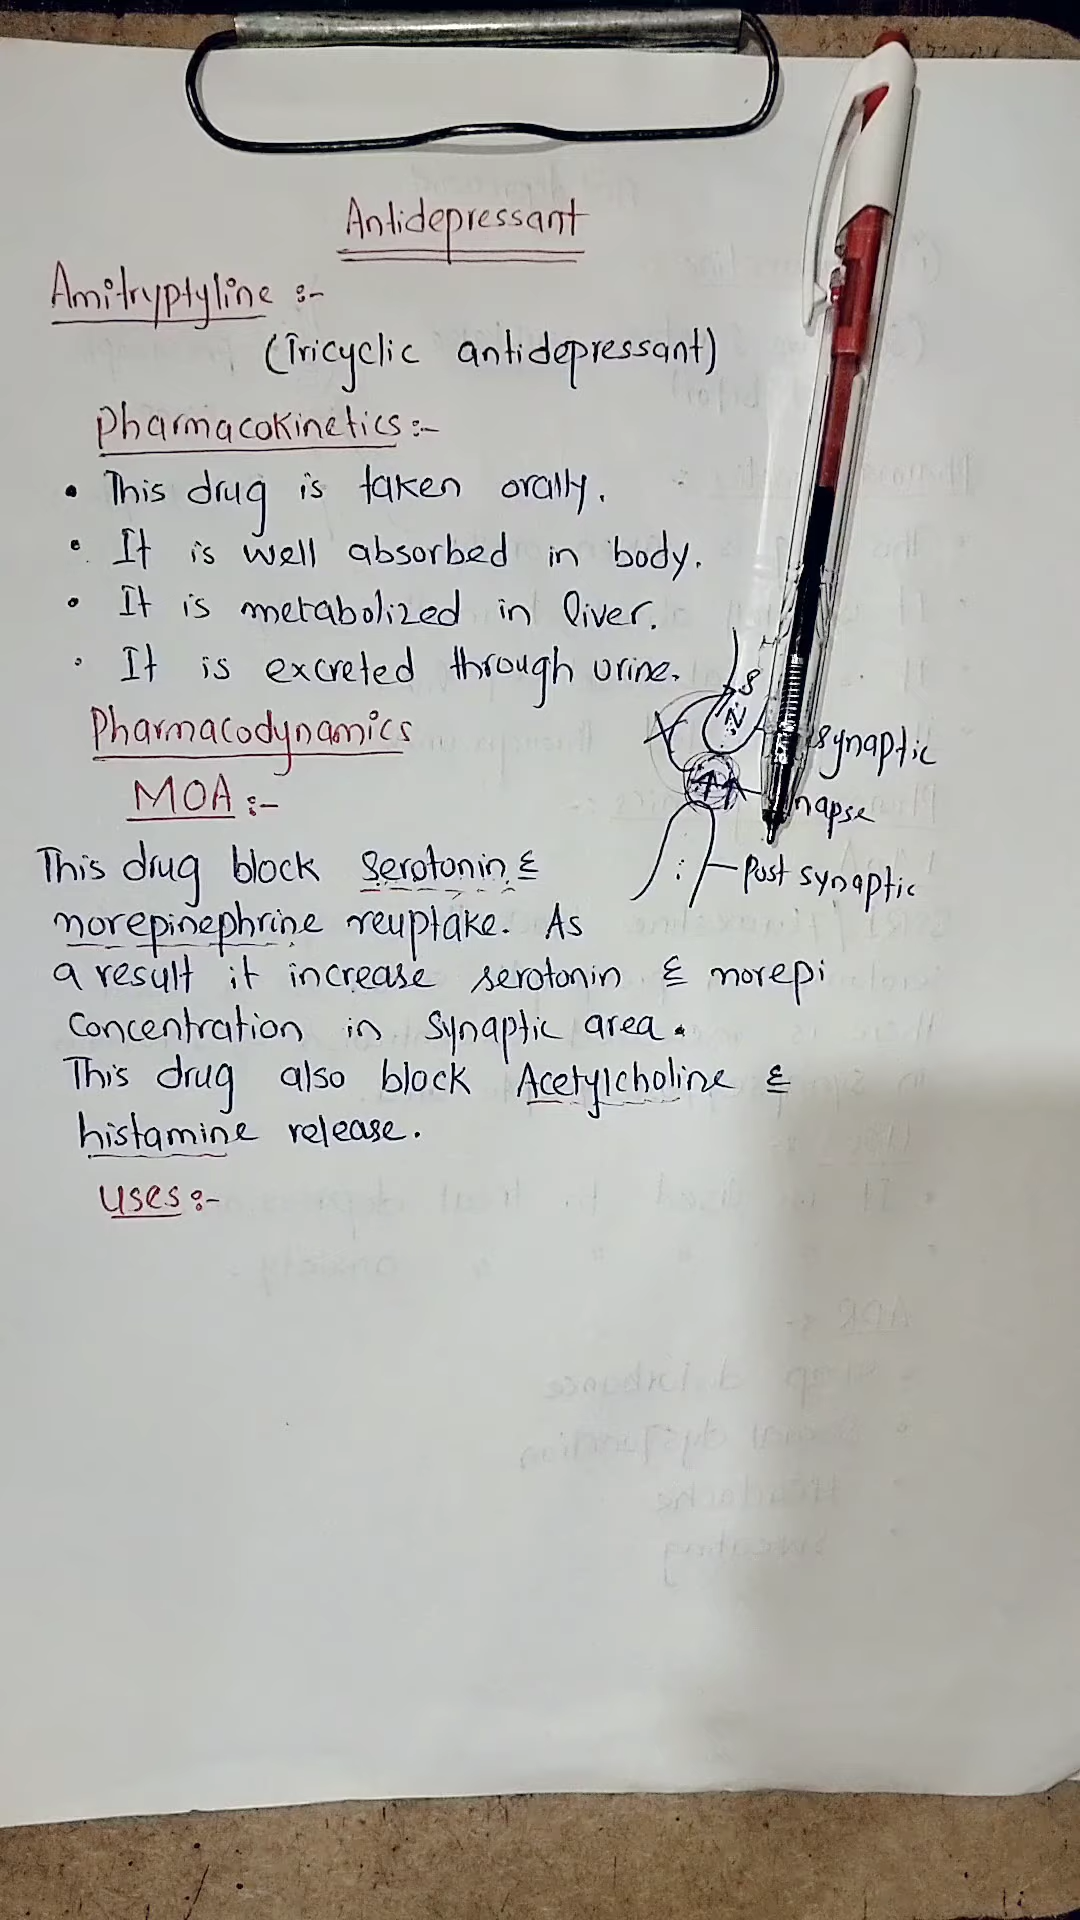 Antidepressant
Amitryptyline :-
(Tricyclic antidepressant)
Pharmacokinetics :-
• This drug is taken orally.
• It is well absorbed in body.
• It is metabolized in liver.
• It is excreted through urine.
Pharmacodynamics
MOA :-
synaptic
napse
Post synaptic
This drug block Serotonin &
norepinephrine reuptake. As
a result it increase serotonin & norepi
concentration in synaptic area.
This drug also block Acetylcholine &
histamine release.
Uses :-